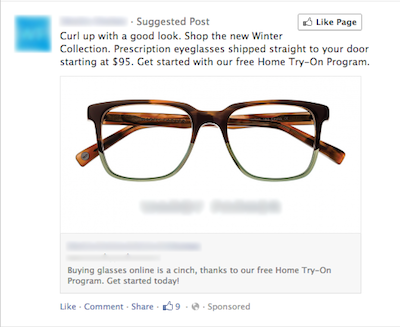 · Suggested Post
Like Page
Curl up with a good look. Shop the new Winter
Collection. Prescription eyeglasses shipped straight to your door
starting at $95. Get started with our free Home Try-On Program.
Buying glasses online is a cinch, thanks to our free Home Try-On
Program. Get started today!
Like · Comment · Share · 9 · · Sponsored